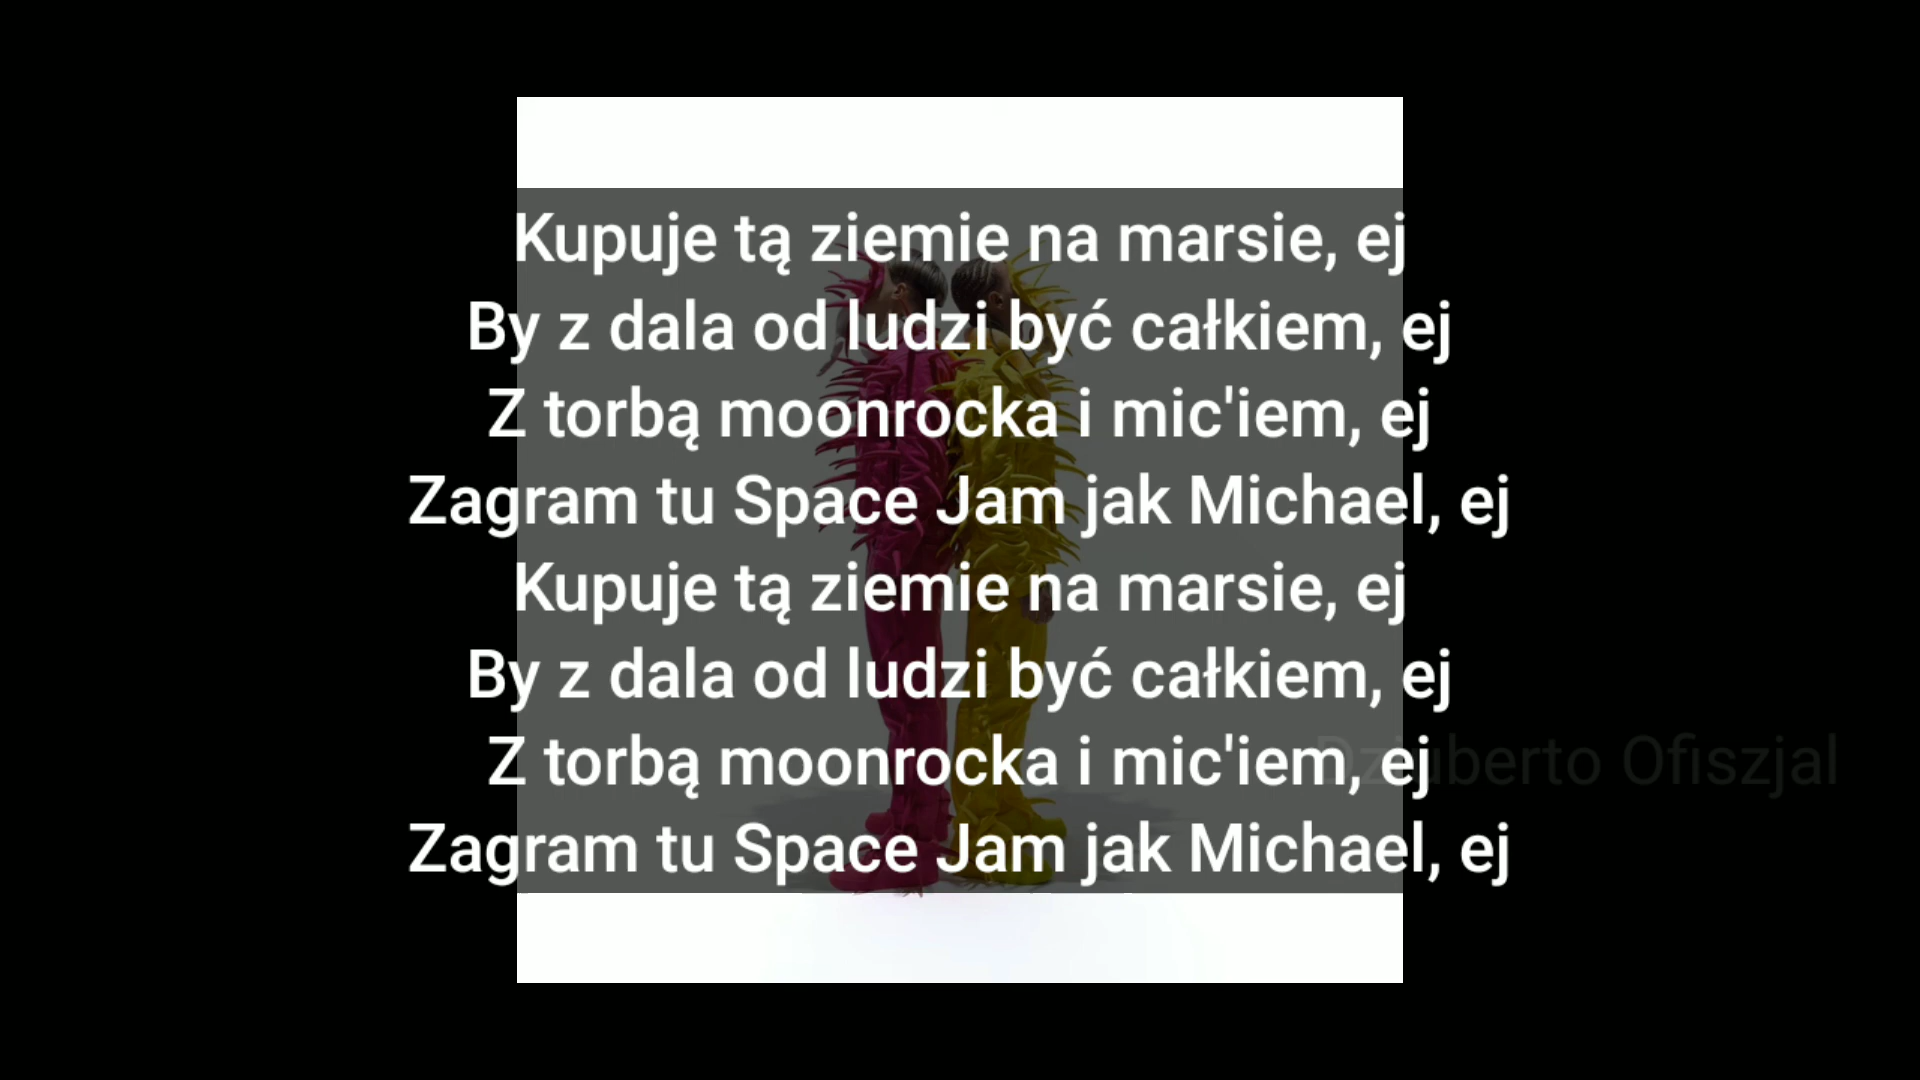 Kupuje tą ziemie na marsie, ej
By z dala od ludzi być całkiem, ej
Z torbą moonrocka i mic'iem, ej
Zagram tu Space Jam jak Michael, ej
Kupuje tą ziemie na marsie, ej
By z dala od ludzi być całkiem, ej
Z torbą moonrocka i mic'iem, ej
Zagram tu Space Jam jak Michael, ej
Dziuberto Ofiszjal